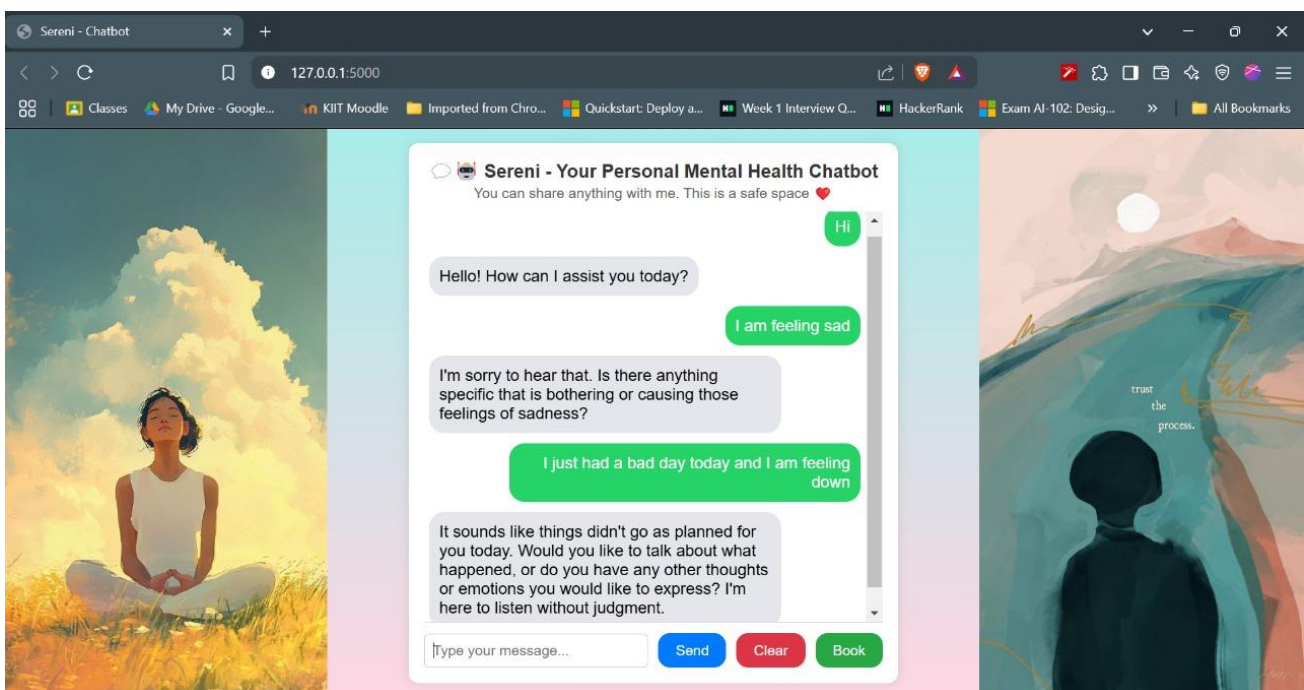 Sereni - Chatbot
127.0.0.1:5000
Classes
My Drive - Google...
KIIT Moodle
Imported from Chro...
Quickstart: Deploy a...
Week 1 Interview Q...
HackerRank
Exam AI-102: Desig...
»
All Bookmarks
Sereni - Your Personal Mental Health Chatbot
You can share anything with me. This is a safe space ❤️
Hi
Hello! How can I assist you today?
I am feeling sad
I'm sorry to hear that. Is there anything
specific that is bothering or causing those
feelings of sadness?
I just had a bad day today and I am feeling
down
It sounds like things didn't go as planned for
you today. Would you like to talk about what
happened, or do you have any other thoughts
or emotions you would like to express? I'm
here to listen without judgment.
Type your message...
Send
Clear
Book
trust
the
process.